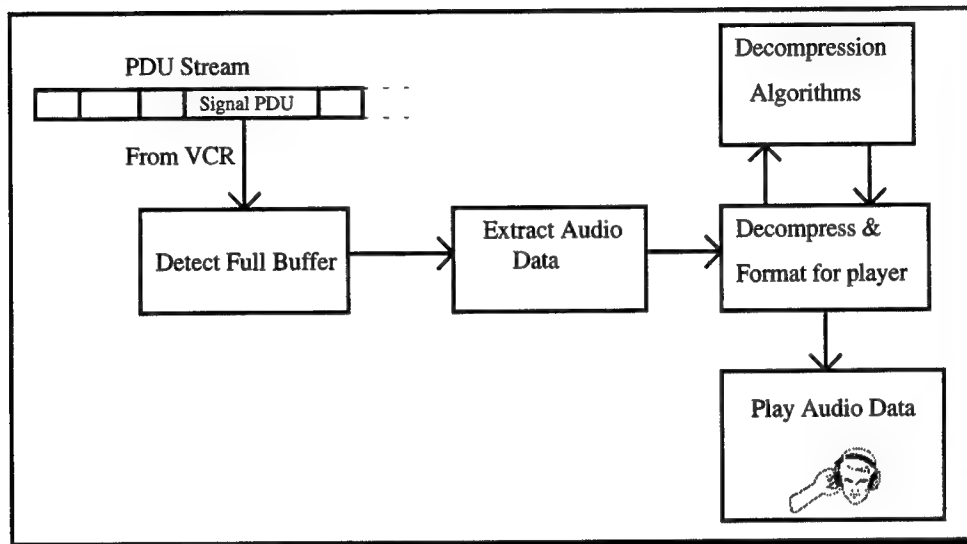 PDU Stream
Signal PDU
From VCR
Detect Full Buffer
Extract Audio
Data
Decompression
Algorithms
Decompress &
Format for player
Play Audio Data